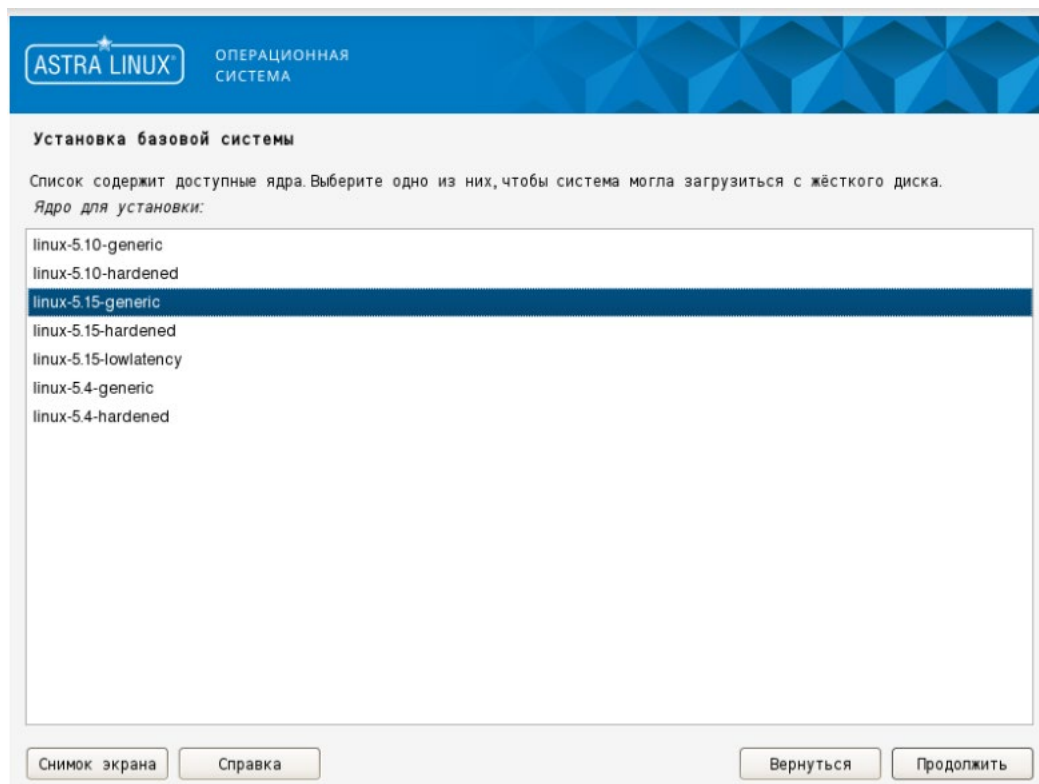 ASTRA LINUX®
ОПЕРАЦИОННАЯ
СИСТЕМА
Установка базовой системы
Список содержит доступные ядра. Выберите одно из них, чтобы система могла загрузиться с жёсткого диска.
Ядро для установки:
linux-5.10-generic
linux-5.10-hardened
linux-5.15-generic
linux-5.15-hardened
linux-5.15-lowlatency
linux-5.4-generic
linux-5.4-hardened
Снимок экрана Справка Вернуться Продолжить